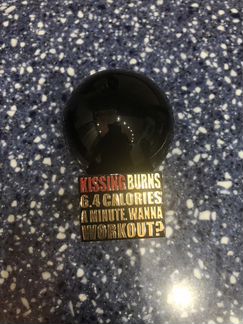 KISSING BURNS
6.4 CALORIES
A MINUTE. WANNA
WORKOUT?